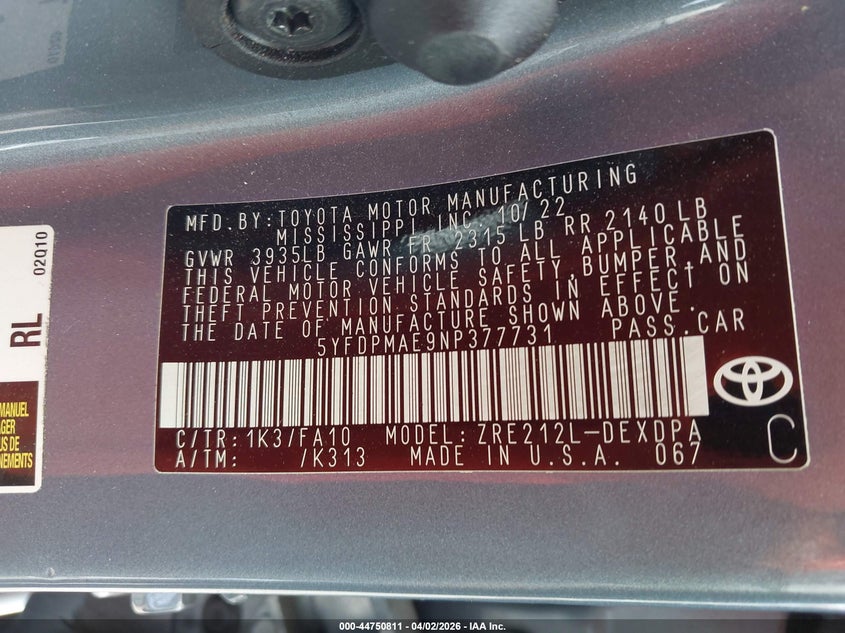 02010
RL
MANUEL
MFD.BY:TOYOTA MOTOR MANUFACTURING
MISSISSIPPI, INC. 10/22
GVWR 3935LB GAWR FR 2315 LB RR 2140 LB
THIS VEHICLE CONFORMS TO ALL APPLICABLE
FEDERAL MOTOR VEHICLE SAFETY,BUMPER,AND
THEFT PREVENTION STANDARDS IN EFFECT ON
THE DATE OF MANUFACTURE SHOWN ABOVE.
5YFDPMAE9NP377731 PASS.CAR
C/TR: 1K3/FA10 MODEL: ZRE212L-DEXDPA
A/TM: /K313 MADE IN U.S.A. 067
C
000-44750811 - 04/02/2026 - IAA Inc.